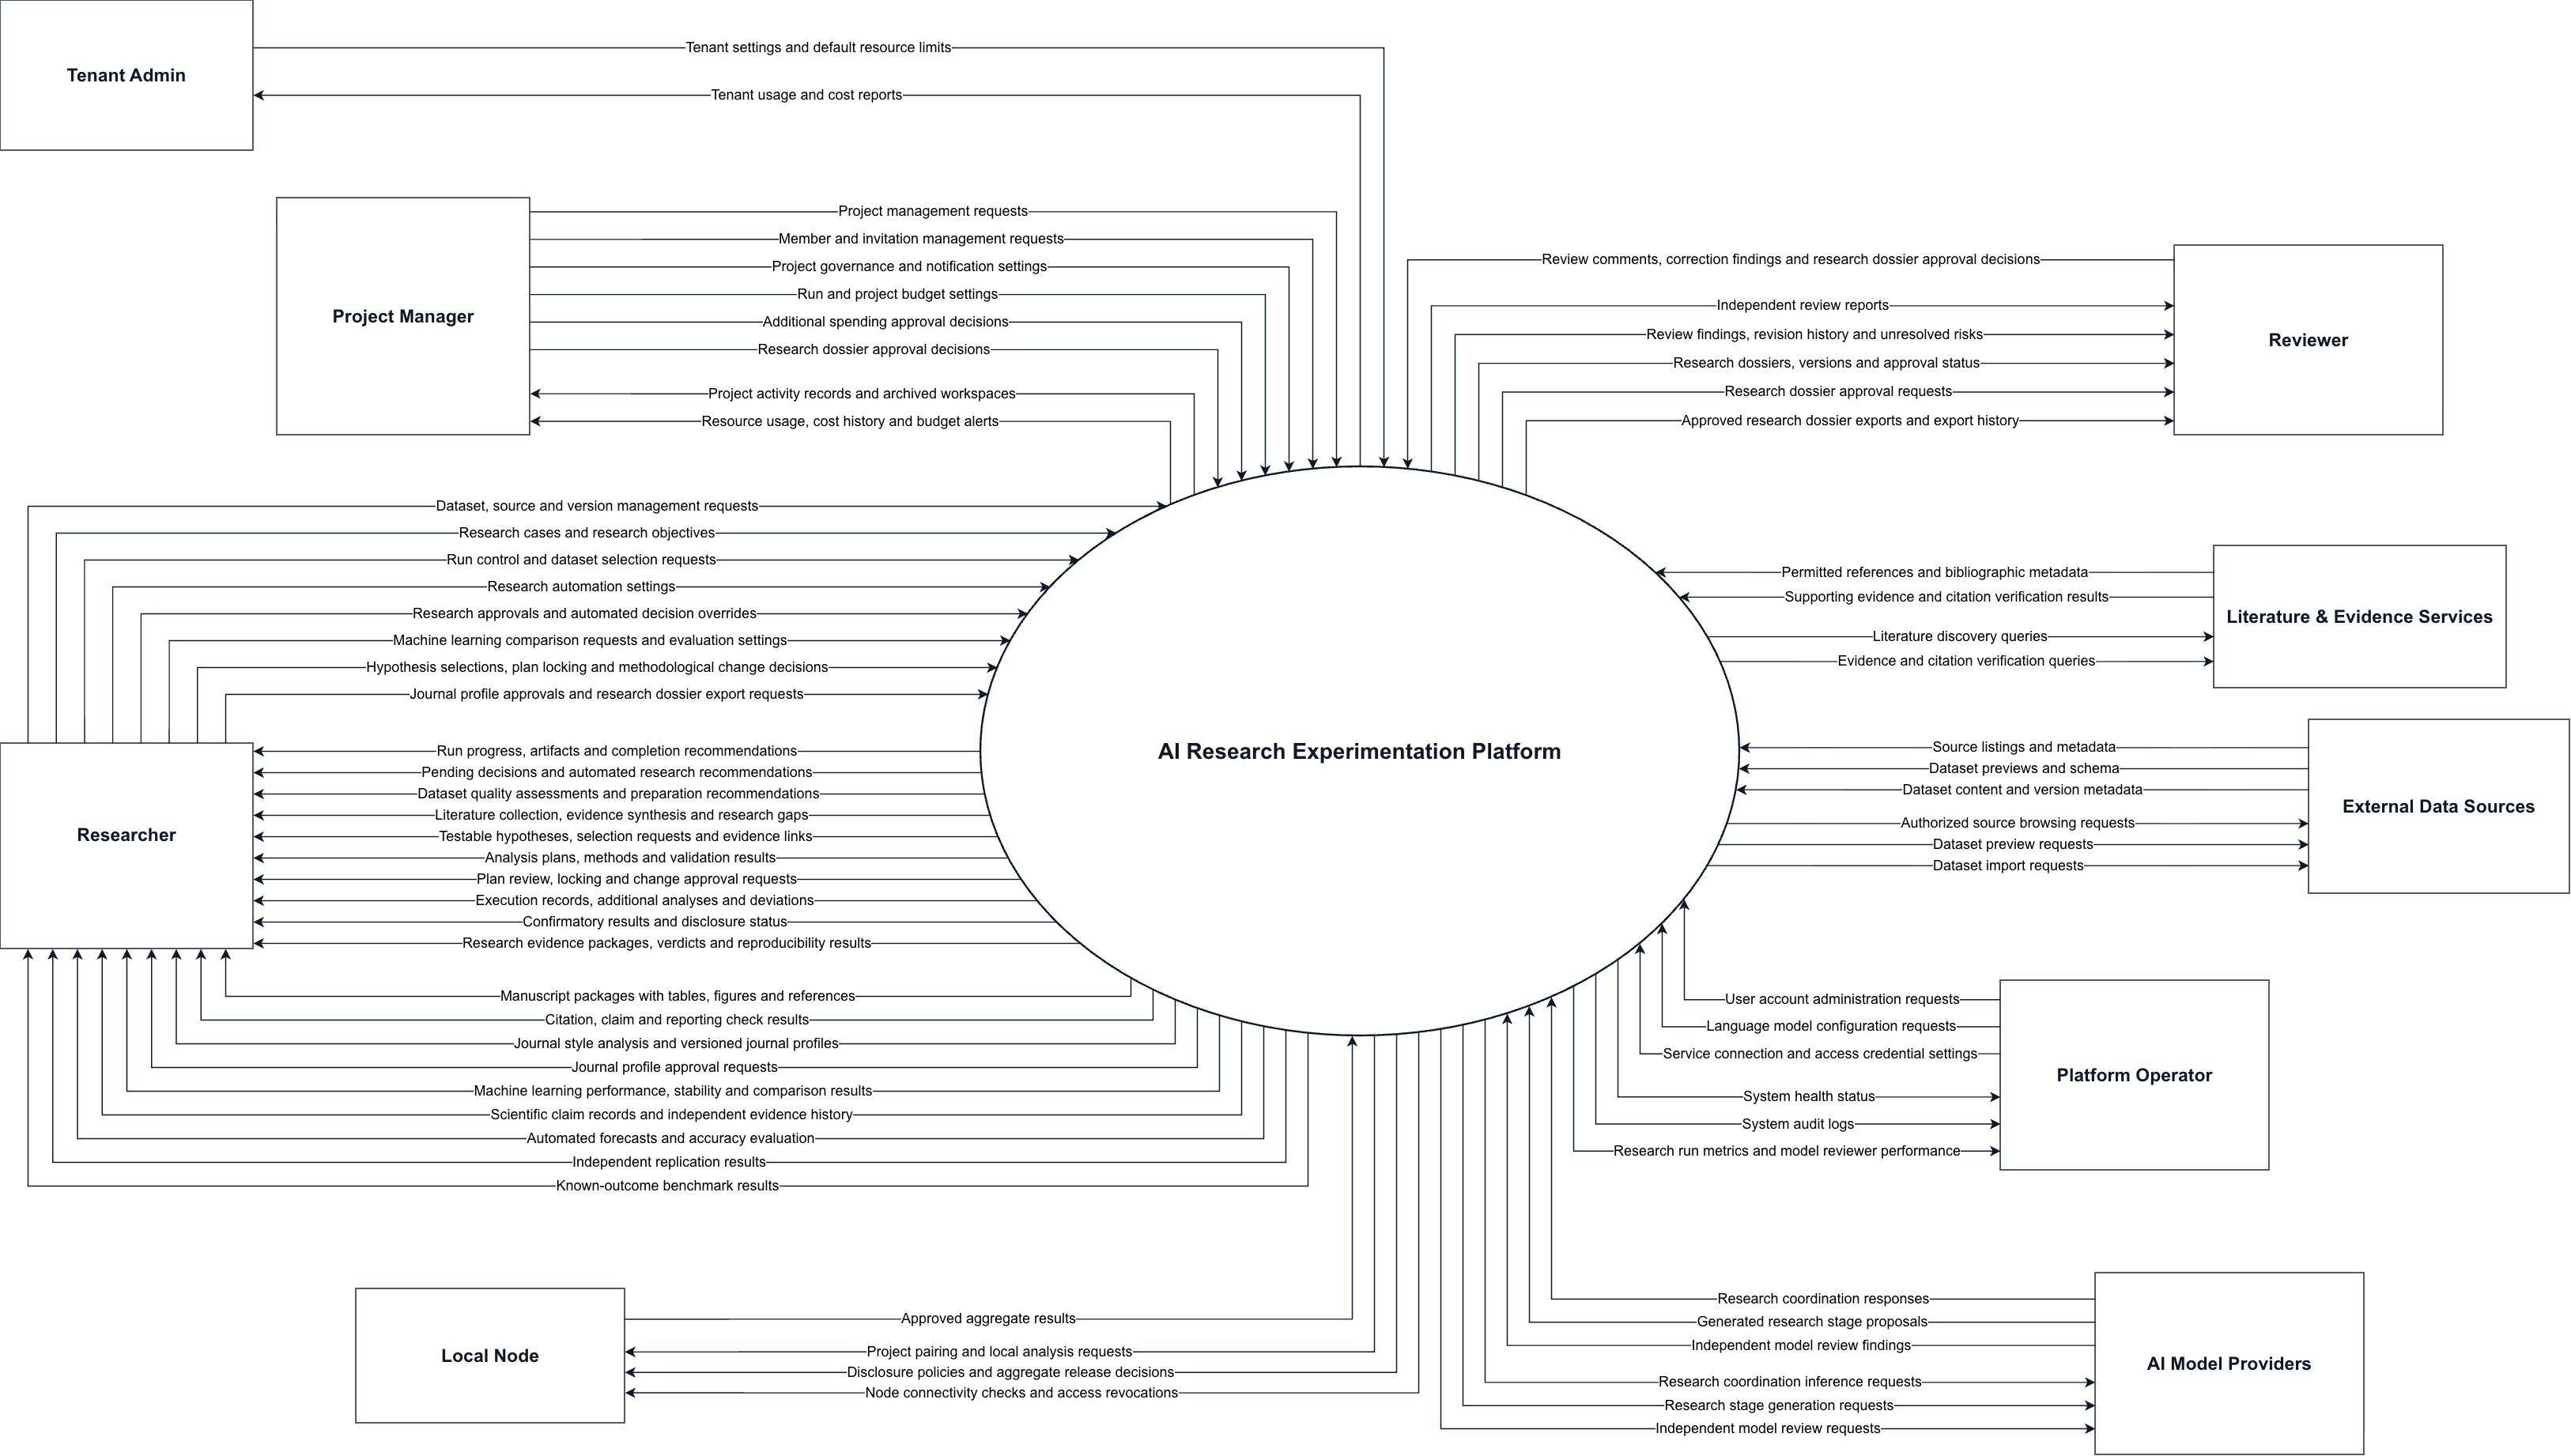 Tenant Admin
Tenant settings and default resource limits
Tenant usage and cost reports
Project Manager
Project management requests
Member and invitation management requests
Project governance and notification settings
Run and project budget settings
Additional spending approval decisions
Research dossier approval decisions
Project activity records and archived workspaces
Resource usage, cost history and budget alerts
Review comments, correction findings and research dossier approval decisions
Independent review reports
Review findings, revision history and unresolved risks
Research dossiers, versions and approval status
Research dossier approval requests
Approved research dossier exports and export history
Reviewer
Dataset, source and version management requests
Research cases and research objectives
Run control and dataset selection requests
Research automation settings
Research approvals and automated decision overrides
Machine learning comparison requests and evaluation settings
Hypothesis selections, plan locking and methodological change decisions
Journal profile approvals and research dossier export requests
Researcher
Run progress, artifacts and completion recommendations
Pending decisions and automated research recommendations
Dataset quality assessments and preparation recommendations
Literature collection, evidence synthesis and research gaps
Testable hypotheses, selection requests and evidence links
Analysis plans, methods and validation results
Plan review, locking and change approval requests
Execution records, additional analyses and deviations
Confirmatory results and disclosure status
Research evidence packages, verdicts and reproducibility results
Manuscript packages with tables, figures and references
Citation, claim and reporting check results
Journal style analysis and versioned journal profiles
Journal profile approval requests
Machine learning performance, stability and comparison results
Scientific claim records and independent evidence history
Automated forecasts and accuracy evaluation
Independent replication results
Known-outcome benchmark results
AI Research Experimentation Platform
Permitted references and bibliographic metadata
Supporting evidence and citation verification results
Literature discovery queries
Evidence and citation verification queries
Literature & Evidence Services
Source listings and metadata
Dataset previews and schema
Dataset content and version metadata
Authorized source browsing requests
Dataset preview requests
Dataset import requests
External Data Sources
User account administration requests
Language model configuration requests
Service connection and access credential settings
System health status
System audit logs
Research run metrics and model reviewer performance
Platform Operator
Local Node
Approved aggregate results
Project pairing and local analysis requests
Disclosure policies and aggregate release decisions
Node connectivity checks and access revocations
Research coordination responses
Generated research stage proposals
Independent model review findings
Research coordination inference requests
Research stage generation requests
Independent model review requests
AI Model Providers